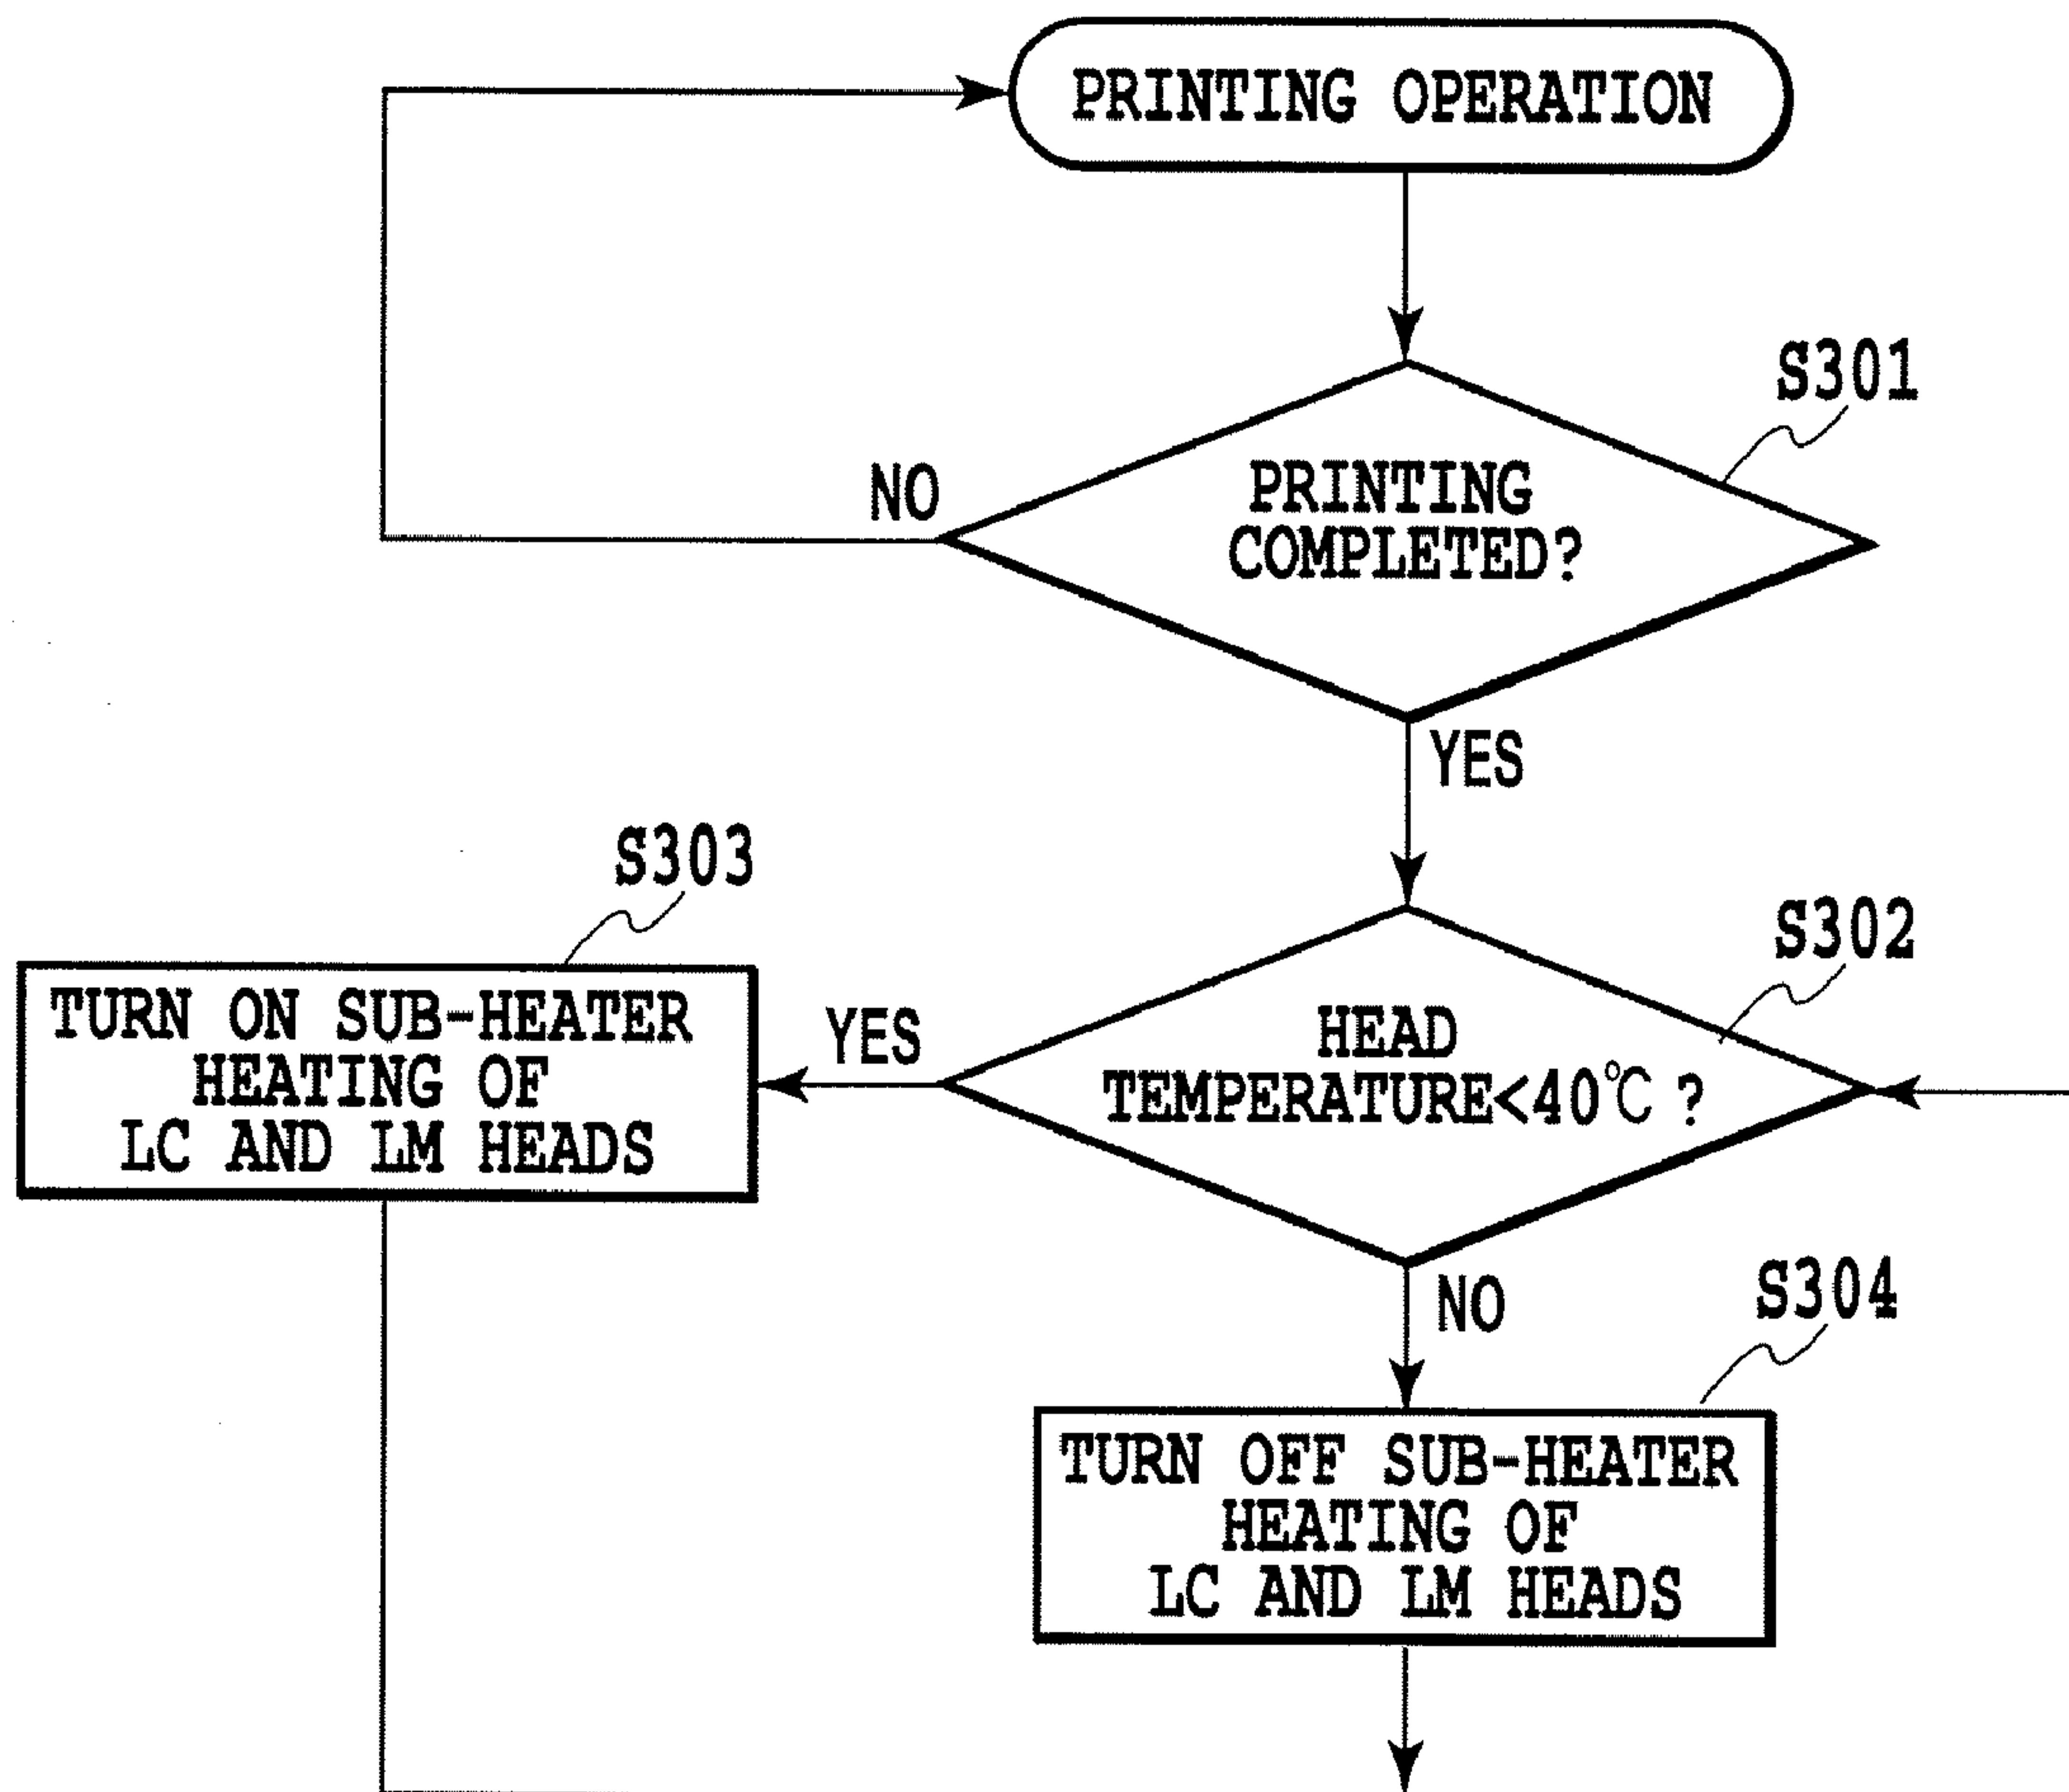 PRINTING OPERATION
S301
PRINTING
COMPLETED?
NO
YES
S303
S302
TURN ON SUB-HEATER
HEATING OF
LC AND LM HEADS
YES
HEAD
TEMPERATURE<40℃ ?
NO
S304
TURN OFF SUB-HEATER
HEATING OF
LC AND LM HEADS